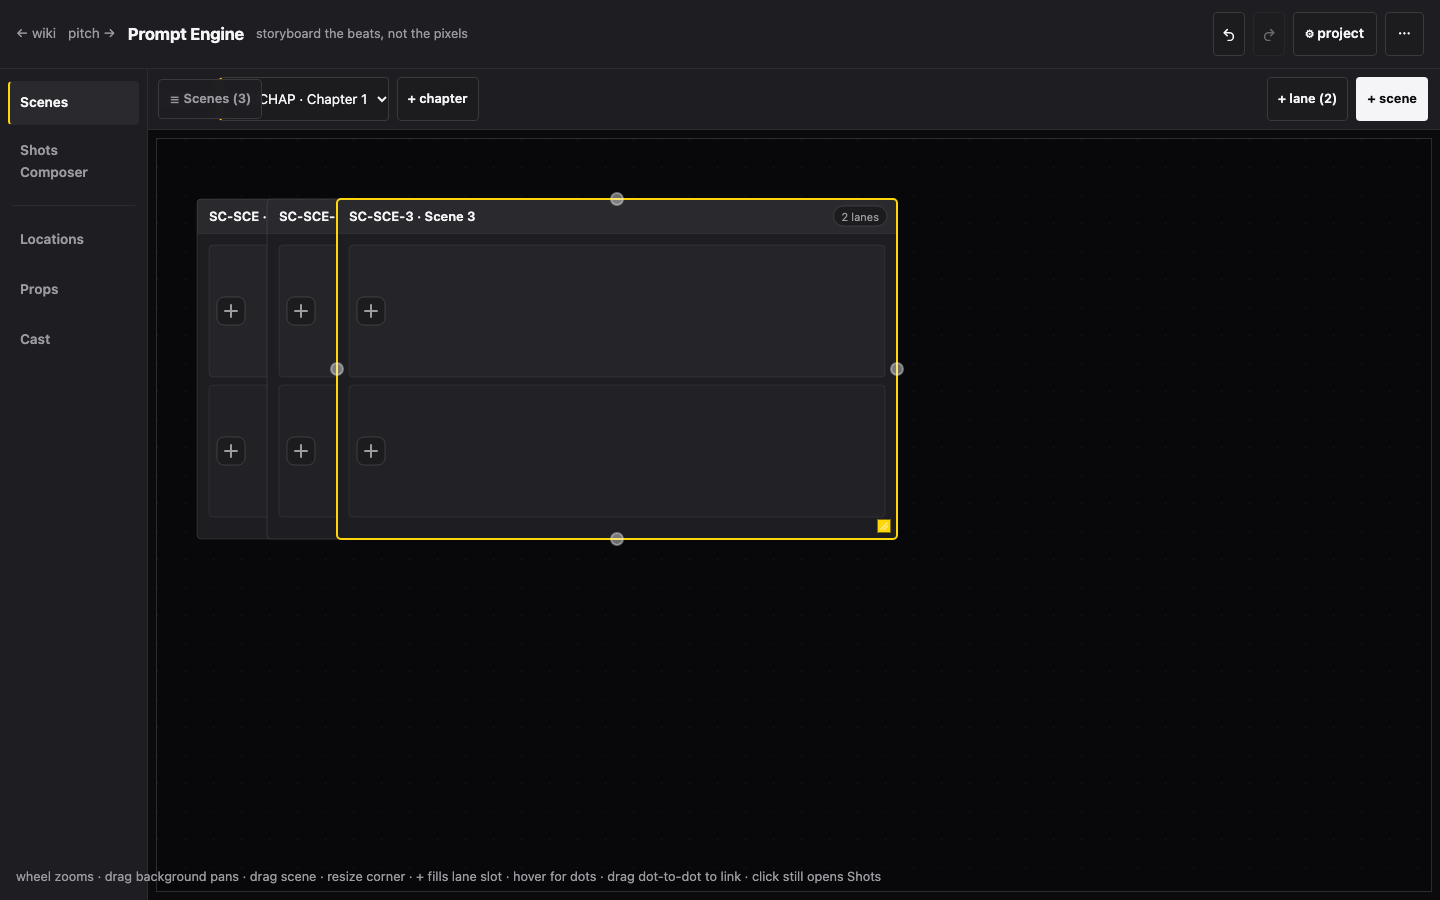 ← wiki pitch → Prompt Engine storyboard the beats, not the pixels
⚙ project ···
Scenes
Shots
Composer
Locations
Props
Cast
≡ Scenes (3) CHAP · Chapter 1 + chapter
+ lane (2) + scene
SC-SCE · SC-SCE- SC-SCE-3 · Scene 3 2 lanes
wheel zooms · drag background pans · drag scene · resize corner · + fills lane slot · hover for dots · drag dot-to-dot to link · click still opens Shots